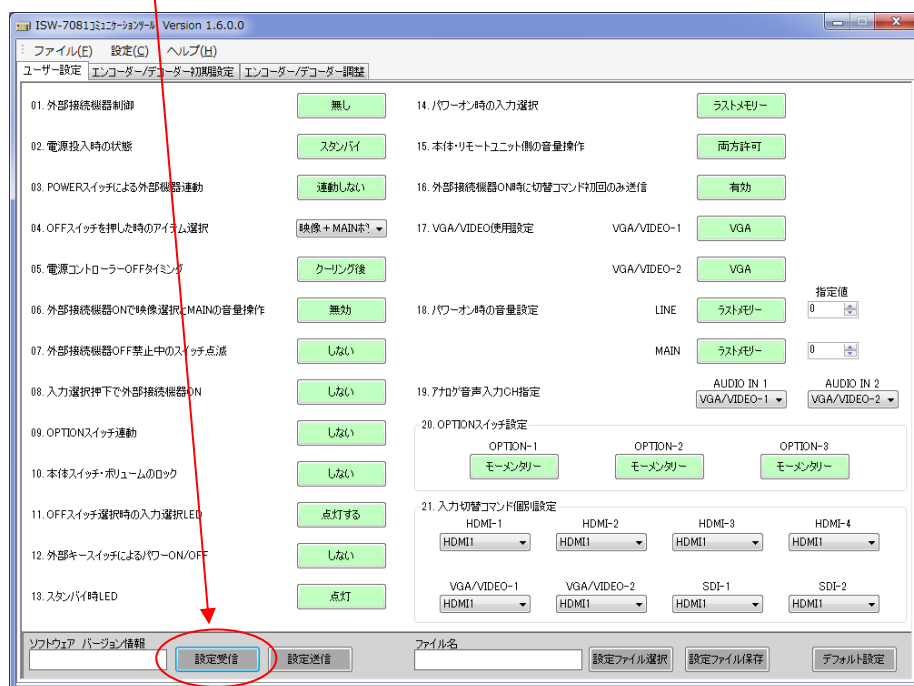 ISW-7081ｺﾐｭﾆｹｰｼｮﾝﾂｰﾙ Version 1.6.0.0
ファイル(F) 設定(C) ヘルプ(H)
ユーザー設定 エンコーダー/デコーダー初期設定 エンコーダー/デコーダー調整
01. 外部接続機器制御 無し
02. 電源投入時の状態 スタンバイ
03. POWERスイッチによる外部機器連動 連動しない
04. OFFスイッチを押した時のアイテム選択 映像+MAINｵﾘ
05. 電源コントローラーOFFタイミング クーリング後
06. 外部接続機器ONで映像選択とMAINの音量操作 無効
07. 外部接続機器OFF禁止中のスイッチ点滅 しない
08. 入力選択押下で外部接続機器ON しない
09. OPTIONスイッチ連動 しない
10. 本体スイッチ・ボリュームのロック しない
11. OFFスイッチ選択時の入力選択LED 点灯する
12. 外部キースイッチによるパワーON/OFF しない
13. スタンバイ時LED 点灯
14. パワーオン時の入力選択 ラストメモリー
15. 本体・リモートユニット側の音量操作 両方許可
16. 外部接続機器ON時に切替コマンド初回のみ送信 有効
17. VGA/VIDEO使用設定 VGA/VIDEO-1 VGA
VGA/VIDEO-2 VGA
指定値
18. パワーオン時の音量設定 LINE ラストメモリー 0
MAIN ラストメモリー 0
AUDIO IN 1 AUDIO IN 2
19. アナログ音声入力CH指定 VGA/VIDEO-1 VGA/VIDEO-2
20. OPTIONスイッチ設定
OPTION-1 OPTION-2 OPTION-3
モーメンタリー モーメンタリー モーメンタリー
21. 入力切替コマンド個別設定
HDMI-1 HDMI-2 HDMI-3 HDMI-4
HDMI1 HDMI1 HDMI1 HDMI1
VGA/VIDEO-1 VGA/VIDEO-2 SDI-1 SDI-2
HDMI1 HDMI1 HDMI1 HDMI1
ソフトウェア バージョン情報 ファイル名
設定受信 設定送信 設定ファイル選択 設定ファイル保存 デフォルト設定